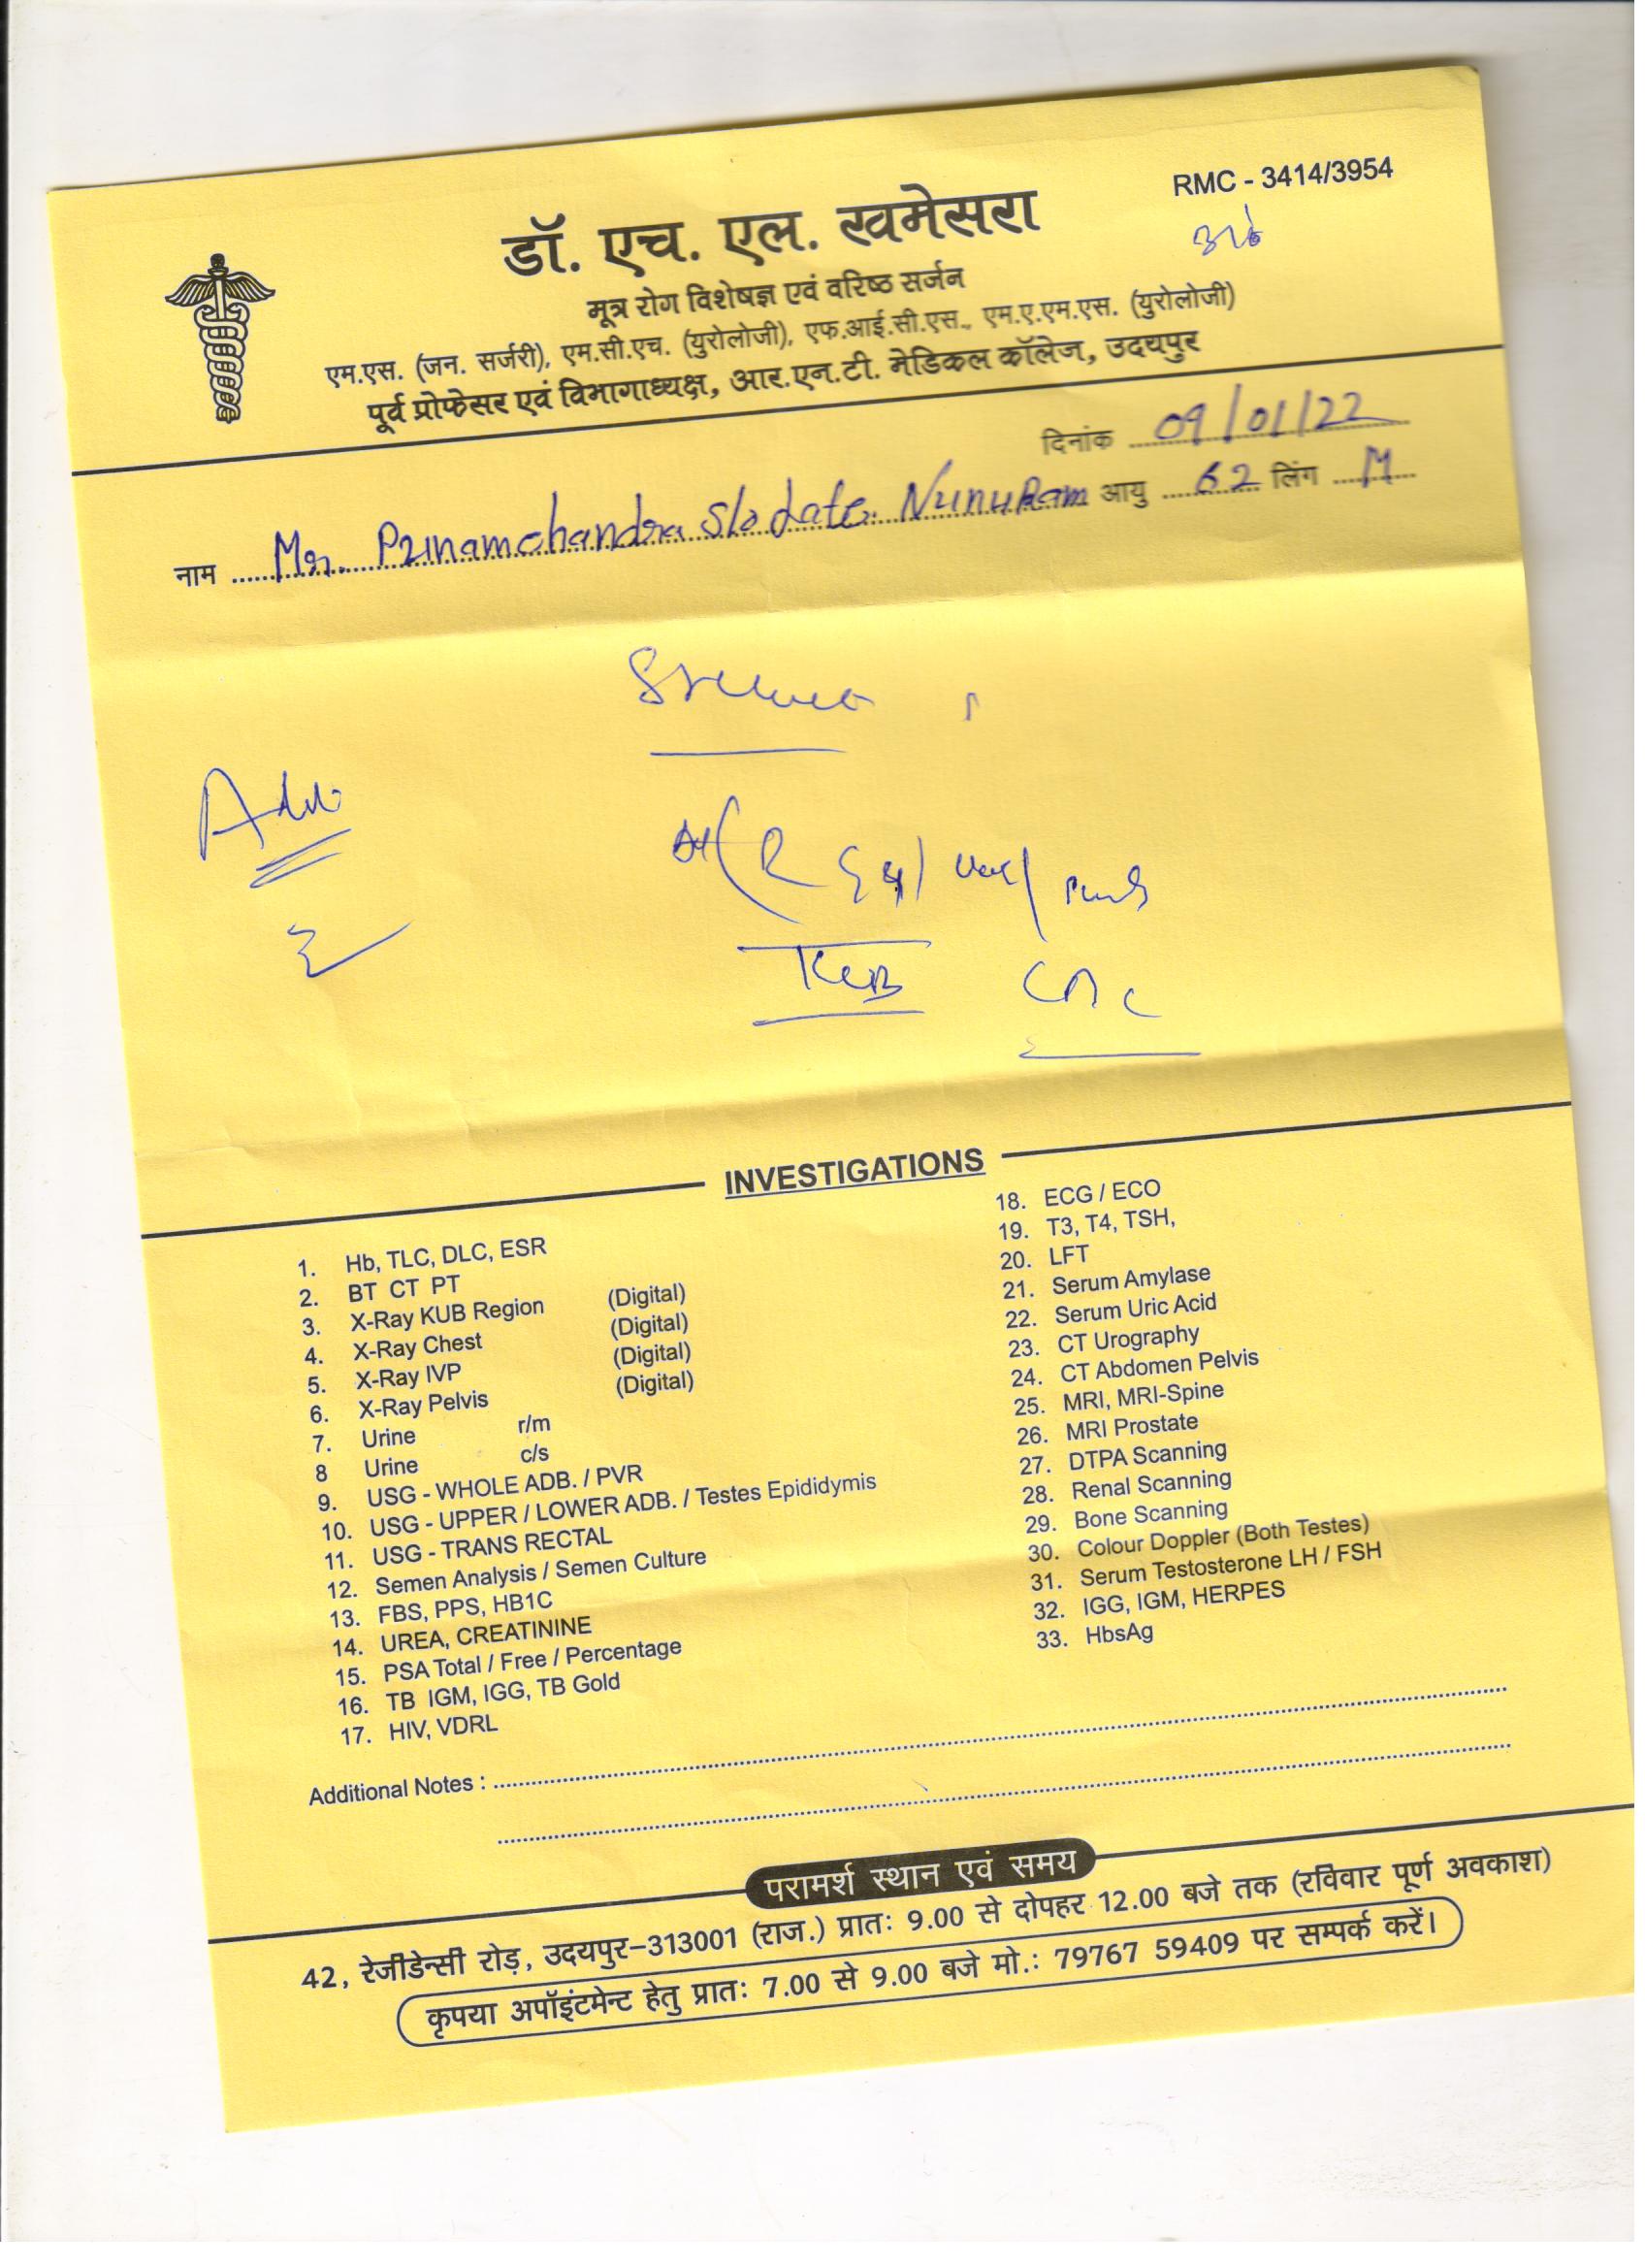 RMC - 3414/3954
डॉ. एच. एल. खमेसरा
मूत्र रोग विशेषज्ञ एवं वरिष्ठ सर्जन
एम.एस. (जन. सर्जरी), एम.सी.एच. (युरोलोजी), एफ.आई.सी.एस., एम.ए.एम.एस. (युरोलोजी)
पूर्व प्रोफेसर एवं विभागाध्यक्ष, आर.एन.टी. मेडिकल कॉलेज, उदयपुर
दिनांक 09/01/22
नाम Mr. Punamchandra S/o Late. NunuRam आयु 62 लिंग M
KUB
INVESTIGATIONS
1. Hb, TLC, DLC, ESR
2. BT CT PT
3. X-Ray KUB Region (Digital)
4. X-Ray Chest (Digital)
5. X-Ray IVP (Digital)
6. X-Ray Pelvis (Digital)
7. Urine r/m
8 Urine c/s
9. USG - WHOLE ADB. / PVR
10. USG - UPPER / LOWER ADB. / Testes Epididymis
11. USG - TRANS RECTAL
12. Semen Analysis / Semen Culture
13. FBS, PPS, HB1C
14. UREA, CREATININE
15. PSA Total / Free / Percentage
16. TB IGM, IGG, TB Gold
17. HIV, VDRL
18. ECG / ECO
19. T3, T4, TSH,
20. LFT
21. Serum Amylase
22. Serum Uric Acid
23. CT Urography
24. CT Abdomen Pelvis
25. MRI, MRI-Spine
26. MRI Prostate
27. DTPA Scanning
28. Renal Scanning
29. Bone Scanning
30. Colour Doppler (Both Testes)
31. Serum Testosterone LH / FSH
32. IGG, IGM, HERPES
33. HbsAg
Additional Notes :
परामर्श स्थान एवं समय
42, रेजीडेन्सी रोड़, उदयपुर-313001 (राज.) प्रातः 9.00 से दोपहर 12.00 बजे तक (रविवार पूर्ण अवकाश)
कृपया अपॉइंटमेन्ट हेतु प्रातः 7.00 से 9.00 बजे मो.: 79767 59409 पर सम्पर्क करें।